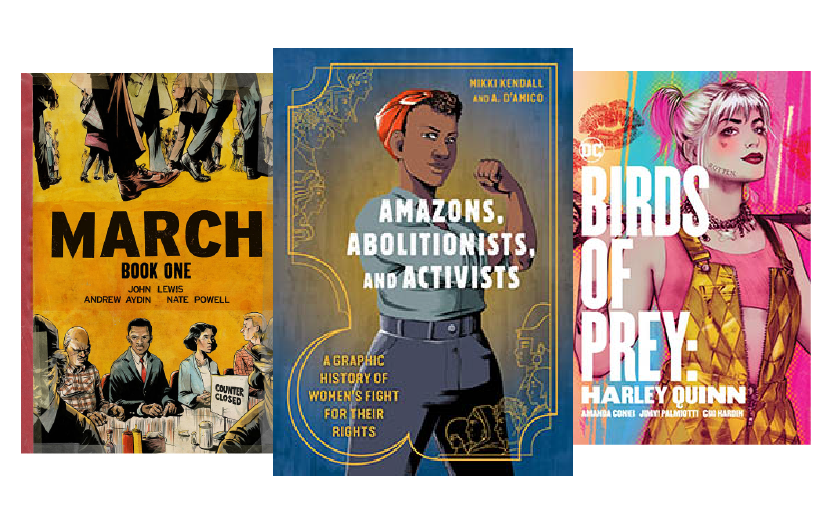 MARCH
BOOK ONE
JOHN LEWIS
ANDREW AYDIN NATE POWELL
COUNTER
CLOSED
MIKKI KENDALL
AND A. D'AMICO
AMAZONS,
ABOLITIONISTS,
AND ACTIVISTS
A GRAPHIC
HISTORY OF
WOMEN'S FIGHT
FOR THEIR
RIGHTS
DC
ROTTEN
BIRDS
OF
PREY:
HARLEY QUINN
AMANDA CONNER JIMMY PALMIOTTI CHAD HARDIN